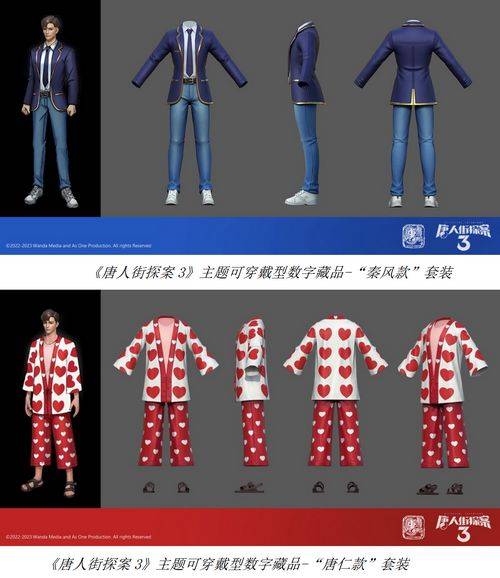 ©2022-2023 Wanda Media and As One Production. All rights Reserved.
唐人街探案
3
《唐人街探案 3》主题可穿戴型数字藏品-“秦风款”套装
©2022-2023 Wanda Media and As One Production. All rights Reserved.
唐人街探案
3
《唐人街探案 3》主题可穿戴型数字藏品-“唐仁款”套装